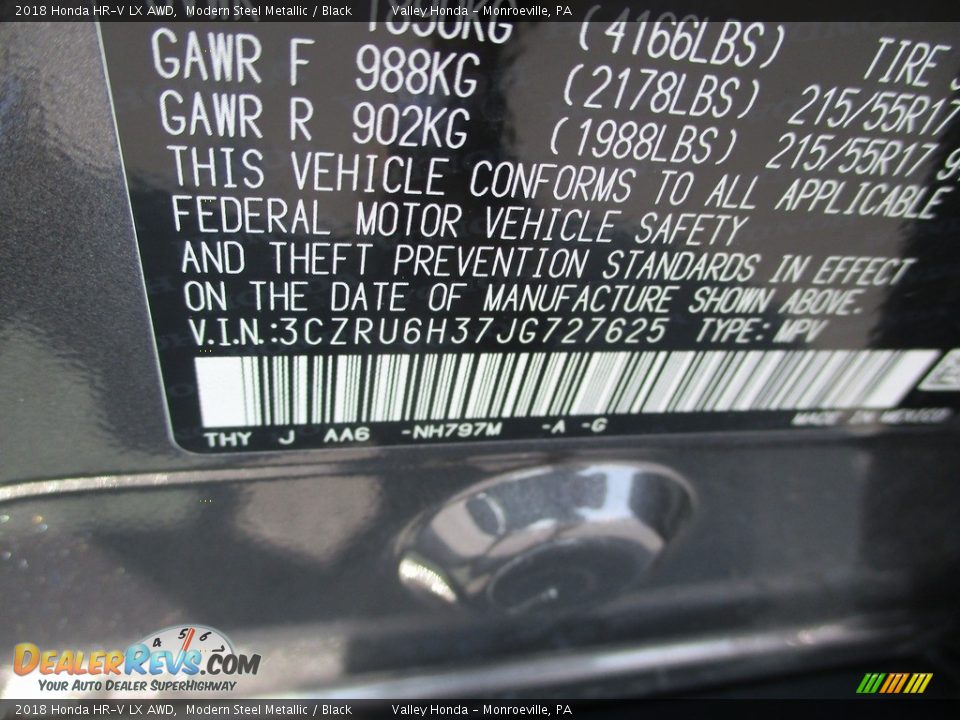 2018 Honda HR-V LX AWD, Modern Steel Metallic / Black Valley Honda - Monroeville, PA
(4166LBS)
GAWR F 988KG (2178LBS) TIRE
GAWR R 902KG (1988LBS) 215/55R17
215/55R17
THIS VEHICLE CONFORMS TO ALL APPLICABLE
FEDERAL MOTOR VEHICLE SAFETY
AND THEFT PREVENTION STANDARDS IN EFFECT
ON THE DATE OF MANUFACTURE SHOWN ABOVE.
V.I.N.:3CZRU6H37JG727625 TYPE: MPV
THY J AA6 -NH797M -A -G
MADE IN MEXICO
4 5 6
DealerRevs.com
Your Auto Dealer SuperHighway
2018 Honda HR-V LX AWD, Modern Steel Metallic / Black Valley Honda - Monroeville, PA